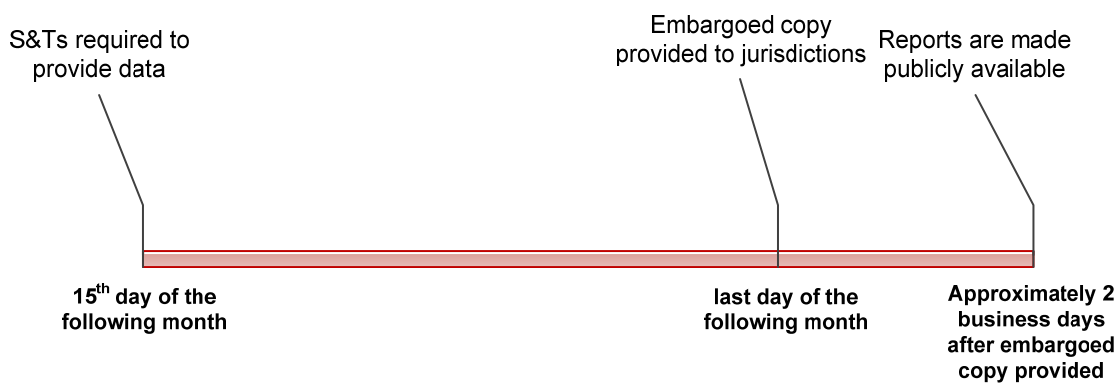 S&Ts required to
provide data
Embargoed copy
provided to jurisdictions
Reports are made
publicly available
15th day of the
following month
last day of the
following month
Approximately 2
business days
after embargoed
copy provided